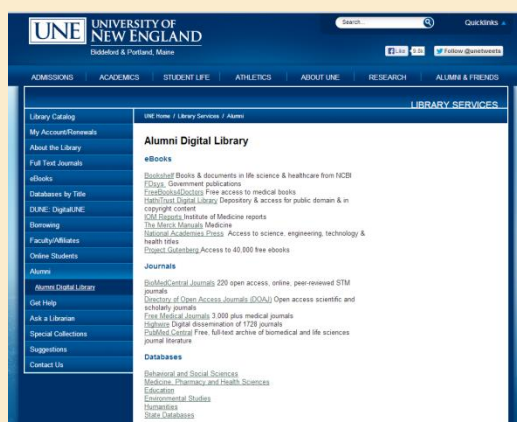 UNE
UNIVERSITY OF
NEW ENGLAND
Biddeford & Portland, Maine
Search...
Quicklinks
Like
Follow @unetweets
ADMISSIONS ACADEMICS STUDENT LIFE ATHLETICS ABOUT UNE RESEARCH ALUMNI & FRIENDS
LIBRARY SERVICES
Library Catalog
My Account/Renewals
About the Library
Full Text Journals
eBooks
Databases by Title
DUNE: DigitalUNE
Borrowing
Faculty/Affiliates
Online Students
Alumni
Alumni Digital Library
Get Help
Ask a Librarian
Special Collections
Suggestions
Contact Us
UNE Home / Library Services / Alumni
Alumni Digital Library
eBooks
Bookshelf Books & documents in life science & healthcare from NCBI
FDsys Government publications
FreeBooks4Doctors Free access to medical books
HathiTrust Digital Library Depository & access for public domain & in
copyright content
IOM Reports Institute of Medicine reports
The Merck Manuals Medicine
National Academies Press Access to science, engineering, technology &
health titles
Project Gutenberg Access to 40,000 free ebooks
Journals
BioMedCentral Journals 220 open access, online, peer-reviewed STM
journals
Directory of Open Access Journals (DOAJ) Open access scientific and
scholarly journals
Free Medical Journals 3,000 plus medical journals
Highwire Digital dissemination of 1728 journals
PubMed Central Free, full-text archive of biomedical and life sciences
journal literature
Databases
Behavioral and Social Sciences
Medicine, Pharmacy and Health Sciences
Education
Environmental Studies
Humanities
State Databases